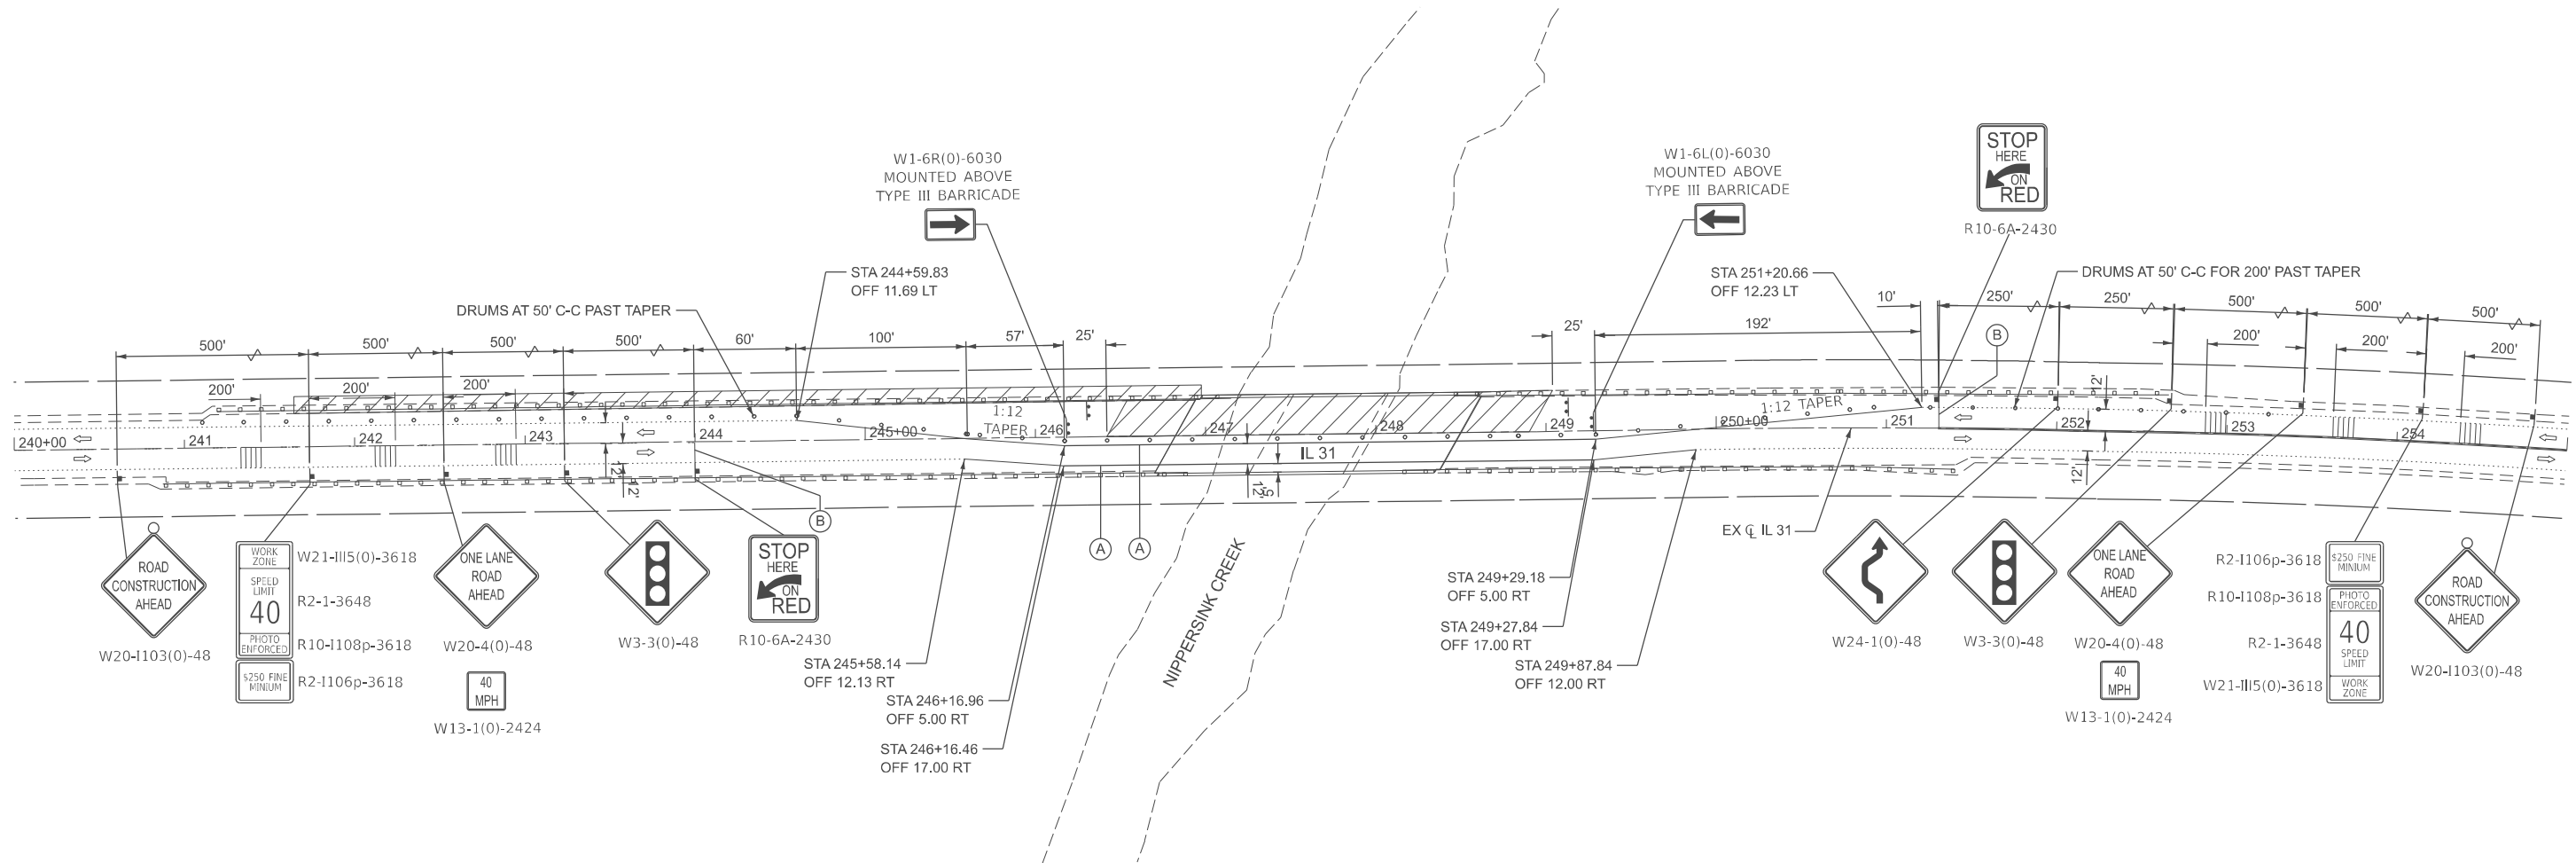 W1-6R(0)-6030
MOUNTED ABOVE
TYPE III BARRICADE
W1-6L(0)-6030
MOUNTED ABOVE
TYPE III BARRICADE
STOP
HERE
ON
RED
R10-6A-2430
STA 244+59.83
OFF 11.69 LT
STA 251+20.66
OFF 12.23 LT
DRUMS AT 50' C-C FOR 200' PAST TAPER
DRUMS AT 50' C-C PAST TAPER
500'
500'
500'
500'
60'
100'
57'
25'
25'
192'
10'
250'
250'
500'
500'
500'
200'
200'
200'
200'
200'
200'
B
1:12
TAPER
1:12 TAPER
12'
240+00
241
242
243
244
245+00
246
247
248
249
250+00
251
252
253
254
IL 31
12'
12'
12'
5'
12'
B
A
A
EX ℄ IL 31
NIPPERSINK CREEK
ROAD
CONSTRUCTION
AHEAD
W20-I103(0)-48
WORK
ZONE
SPEED
LIMIT
40
PHOTO
ENFORCED
$250 FINE
MINIUM
W21-III5(0)-3618
R2-1-3648
R10-I108p-3618
R2-I106p-3618
ONE LANE
ROAD
AHEAD
W20-4(0)-48
40
MPH
W13-1(0)-2424
W3-3(0)-48
STOP
HERE
ON
RED
R10-6A-2430
STA 245+58.14
OFF 12.13 RT
STA 246+16.96
OFF 5.00 RT
STA 246+16.46
OFF 17.00 RT
STA 249+29.18
OFF 5.00 RT
STA 249+27.84
OFF 17.00 RT
STA 249+87.84
OFF 12.00 RT
W24-1(0)-48
W3-3(0)-48
ONE LANE
ROAD
AHEAD
W20-4(0)-48
40
MPH
W13-1(0)-2424
R2-I106p-3618
R10-I108p-3618
R2-1-3648
W21-III5(0)-3618
$250 FINE
MINIUM
PHOTO
ENFORCED
40
SPEED
LIMIT
WORK
ZONE
ROAD
CONSTRUCTION
AHEAD
W20-I103(0)-48